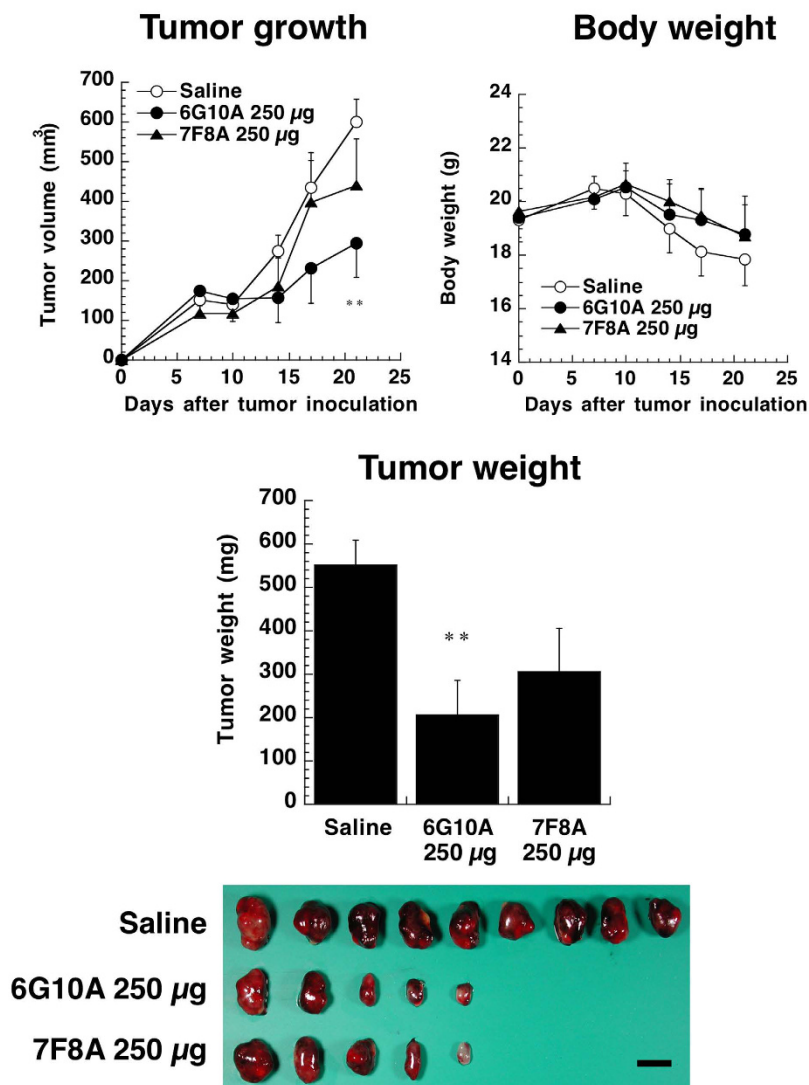 Tumor growth
Tumor volume (mm3)
700
600
500
400
300
200
100
0
Saline
6G10A 250 µg
7F8A 250 µg
**
0 5 10 15 20 25
Days after tumor inoculation
Body weight
Body weight (g)
24
22
20
18
16
14
Saline
6G10A 250 µg
7F8A 250 µg
0 5 10 15 20 25
Days after tumor inoculation
Tumor weight
Tumor weight (mg)
700
600
500
400
300
200
100
0
**
Saline 6G10A 7F8A
250 µg 250 µg
Saline
6G10A 250 µg
7F8A 250 µg